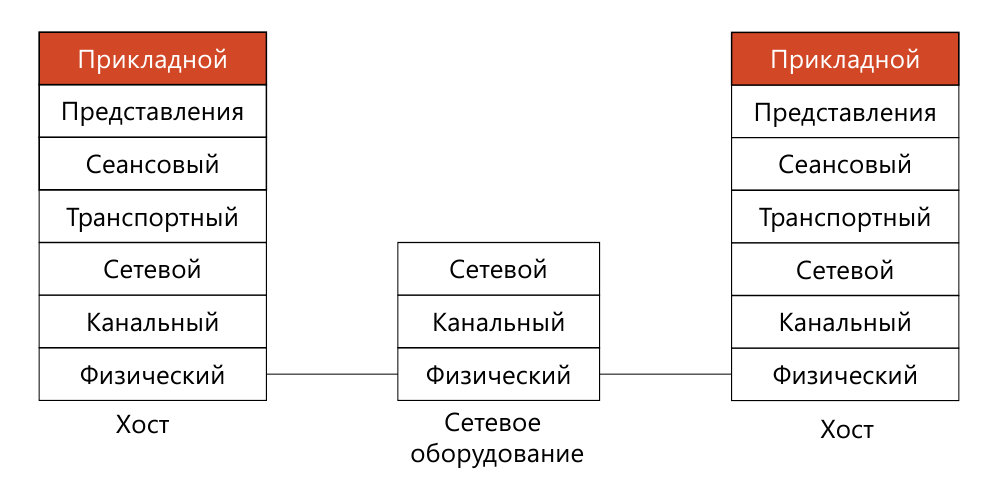 Прикладной
Представления
Сеансовый
Транспортный
Сетевой
Канальный
Физический
Хост
Сетевой
Канальный
Физический
Сетевое
оборудование
Прикладной
Представления
Сеансовый
Транспортный
Сетевой
Канальный
Физический
Хост